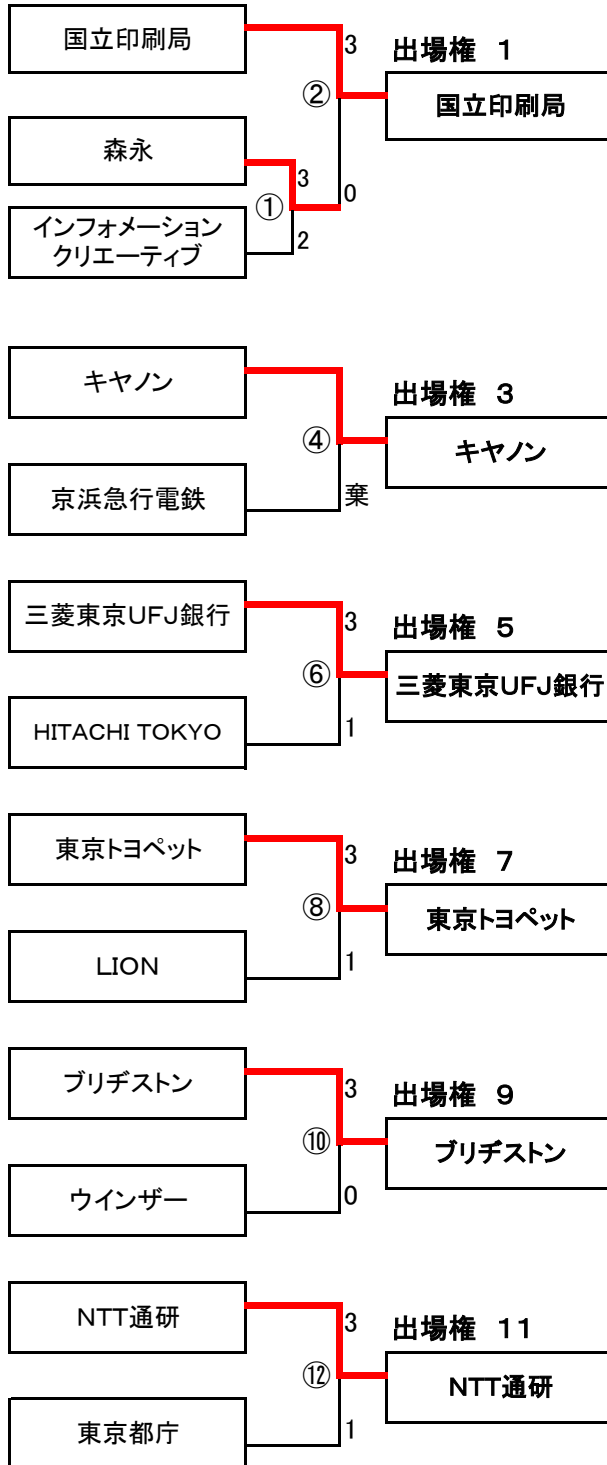 国立印刷局
3
出場権 1
②
国立印刷局
森永
3
0
①
インフォメーション
クリエーティブ
2
キヤノン
出場権 3
④
キヤノン
京浜急行電鉄
棄
三菱東京UFJ銀行
3
出場権 5
⑥
三菱東京UFJ銀行
HITACHI TOKYO
1
東京トヨペット
3
出場権 7
⑧
東京トヨペット
LION
1
ブリヂストン
3
出場権 9
⑩
ブリヂストン
ウインザー
0
NTT通研
3
出場権 11
⑫
NTT通研
東京都庁
1